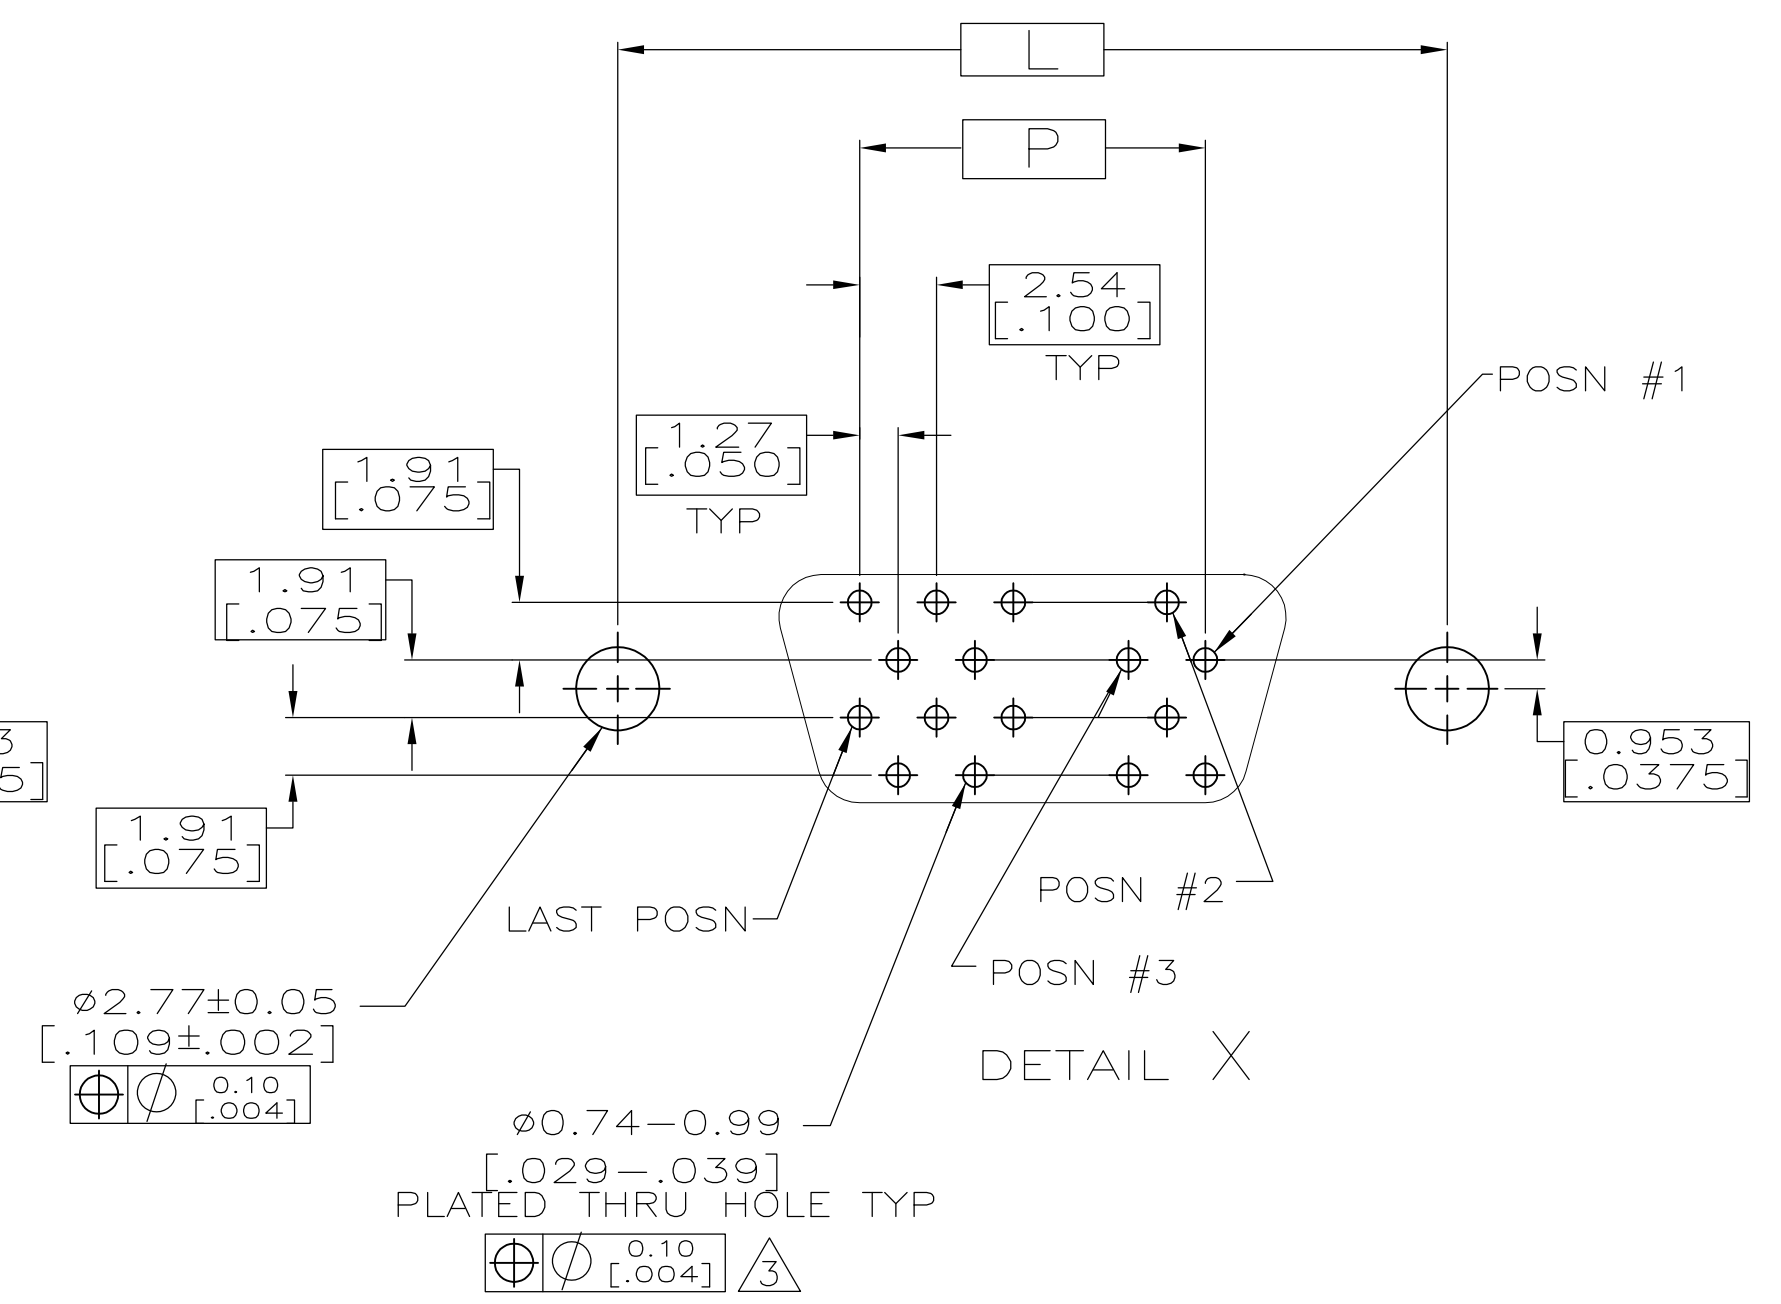 L
P
2.54
[.100]
TYP
POSN #1
1.27
[.050]
TYP
1.91
[.075]
1.91
[.075]
3
5]
0.953
[.0375]
1.91
[.075]
POSN #2
LAST POSN
POSN #3
⌀2.77±0.05
[.109±.002]
⌖ ⌀ 0.10
[.004]
DETAIL X
⌀0.74–0.99
[.029–.039]
PLATED THRU HOLE TYP
⌖ ⌀ 0.10
[.004]
3